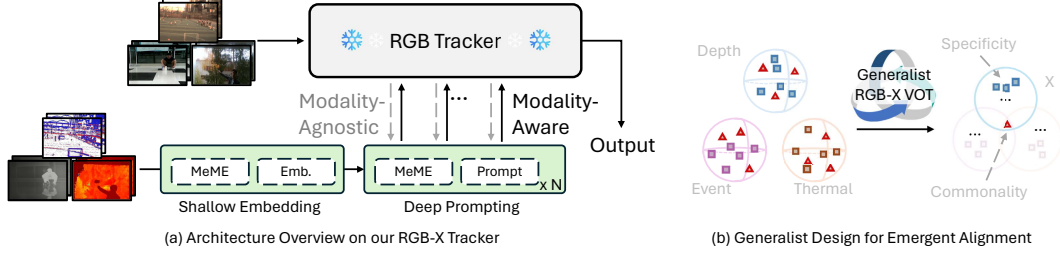 RGB Tracker
Modality-
Agnostic
...
Modality-
Aware
Output
MeME
Emb.
MeME
Prompt
x N
Shallow Embedding
Deep Prompting
(a) Architecture Overview on our RGB-X Tracker
Depth
Event
Thermal
Generalist
RGB-X VOT
Specificity
X
...
...
...
Commonality
(b) Generalist Design for Emergent Alignment